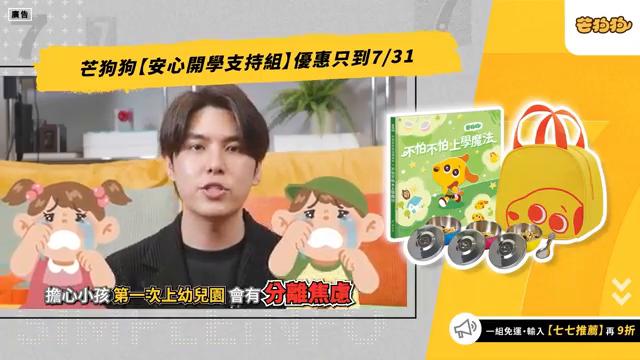 廣告
芒狗狗
芒狗狗【安心開學支持組】優惠只到7/31
不怕不怕上學魔法
擔心小孩 第一次上幼兒園 會有 分離焦慮
一組免運・輸入【七七推薦】再 9折